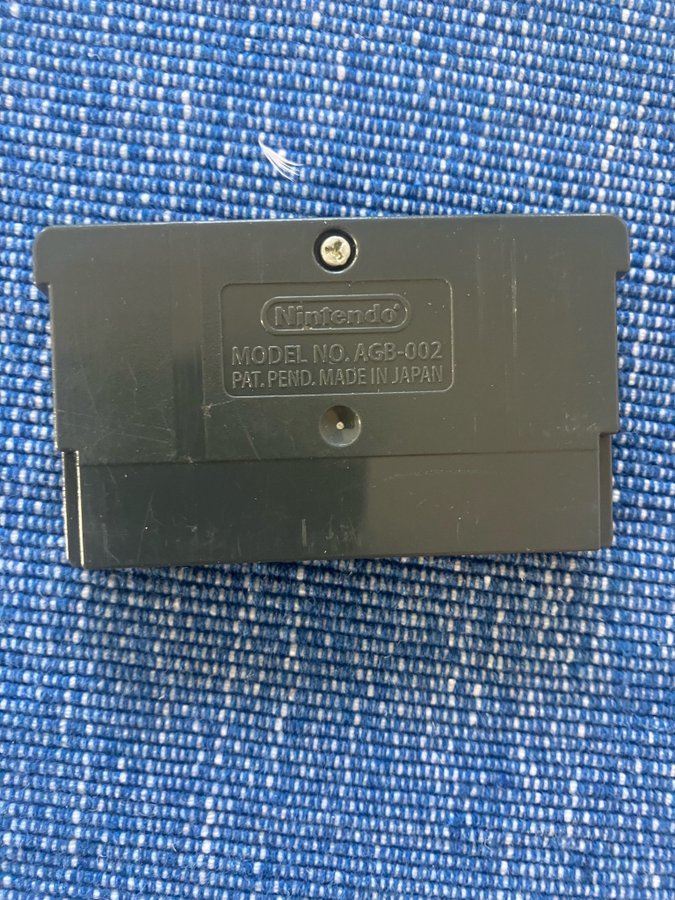 Nintendo
MODEL NO. AGB-002
PAT. PEND. MADE IN JAPAN